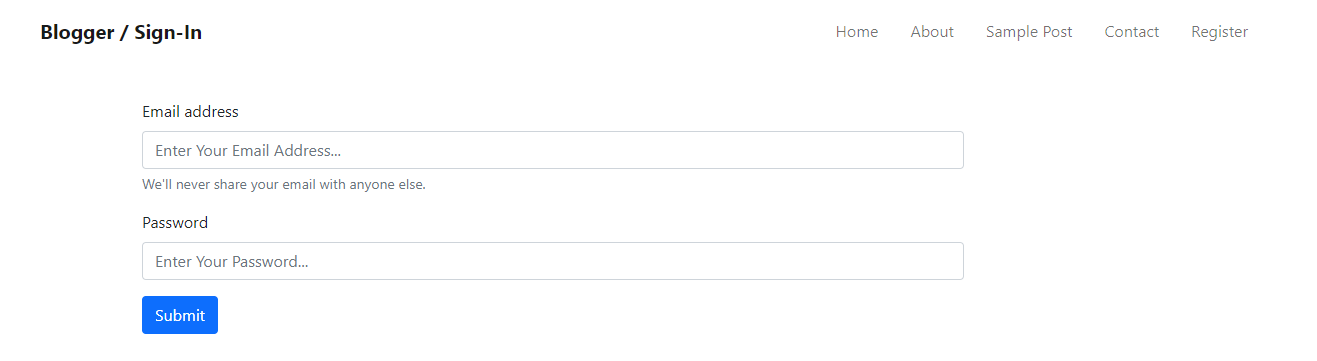 Blogger / Sign-In Home About Sample Post Contact Register
Email address
Enter Your Email Address...
We'll never share your email with anyone else.
Password
Enter Your Password...
Submit